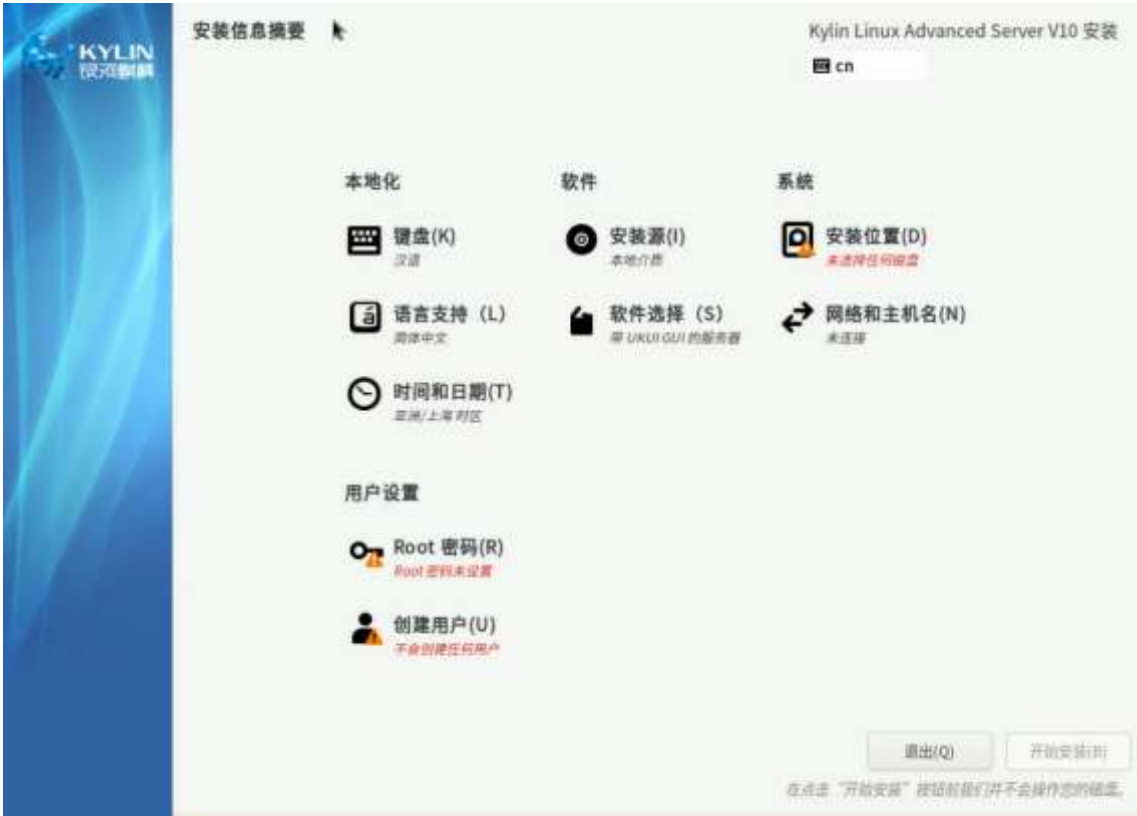 KYLIN
银河麒麟
安装信息摘要
Kylin Linux Advanced Server V10 安装
cn
本地化
软件
系统
键盘(K)
汉语
安装源(I)
本地介质
安装位置(D)
未选择任何磁盘
语言支持（L）
简体中文
软件选择（S）
带 UKUI GUI 的服务器
网络和主机名(N)
未连接
时间和日期(T)
亚洲/上海 时区
用户设置
Root 密码(R)
Root 密码未设置
创建用户(U)
不会创建任何用户
退出(Q)
开始安装(B)
在点击“开始安装”按钮前我们并不会操作您的磁盘。